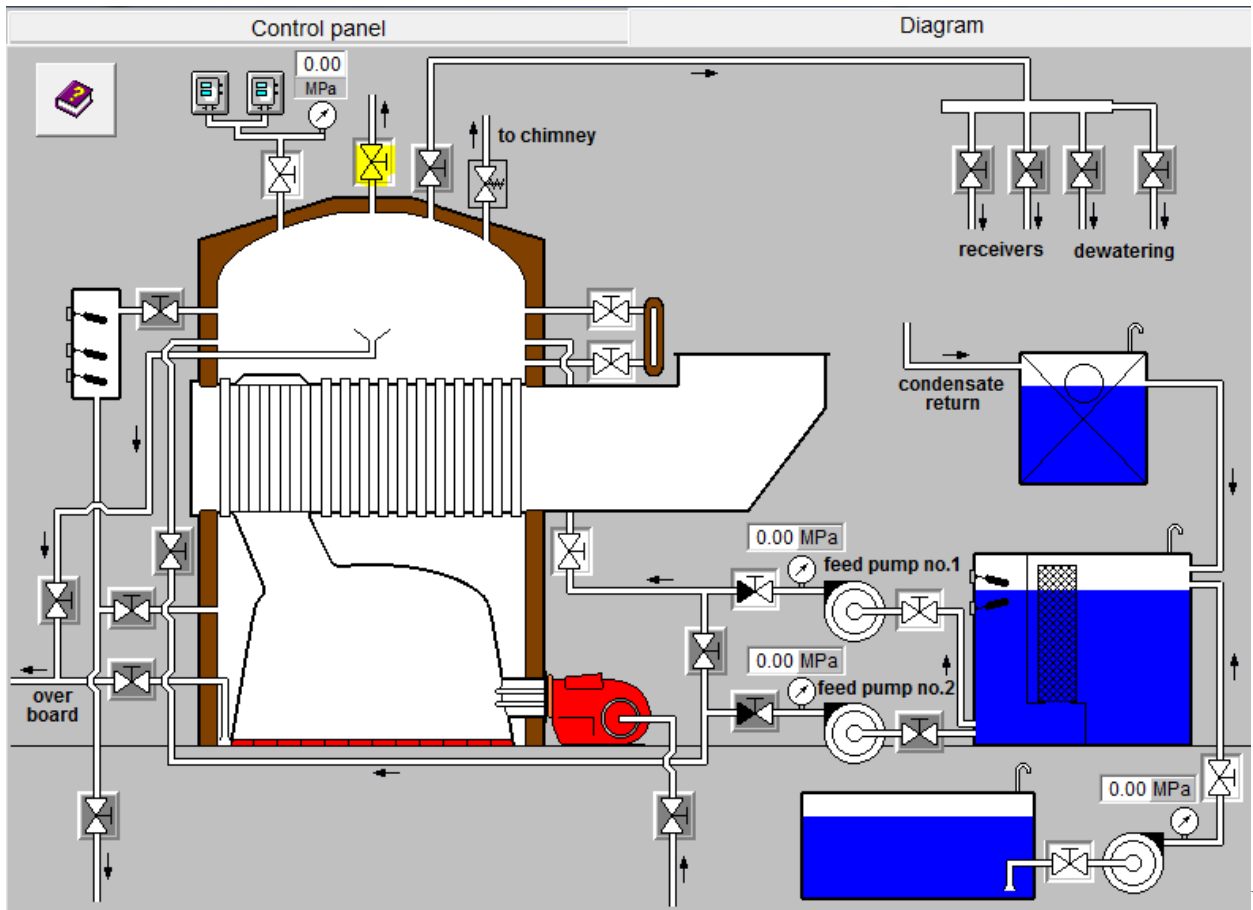 Control panel
Diagram
0.00
MPa
?
to chimney
receivers
dewatering
condensate
return
0.00 MPa
feed pump no.1
0.00 MPa
feed pump no.2
over
board
0.00 MPa